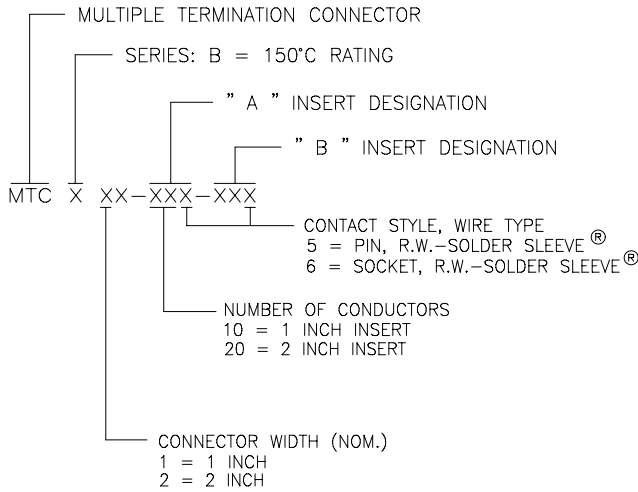 MULTIPLE TERMINATION CONNECTOR
SERIES: B = 150°C RATING
" A " INSERT DESIGNATION
" B " INSERT DESIGNATION
MTC X XX-XXX-XXX
CONTACT STYLE, WIRE TYPE
5 = PIN, R.W.-SOLDER SLEEVE®
6 = SOCKET, R.W.-SOLDER SLEEVE®
NUMBER OF CONDUCTORS
10 = 1 INCH INSERT
20 = 2 INCH INSERT
CONNECTOR WIDTH (NOM.)
1 = 1 INCH
2 = 2 INCH